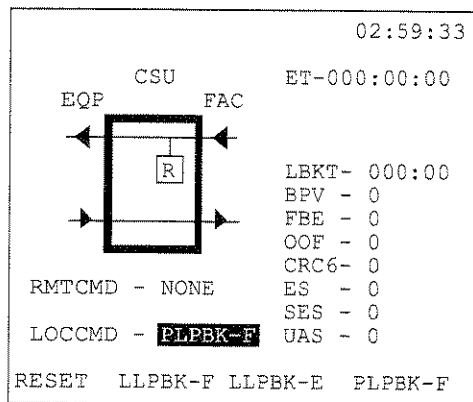 02:59:33
CSU ET-000:00:00
EQP FAC
R LBKT- 000:00
BPV - 0
FBE - 0
OOF - 0
CRC6- 0
RMTCMD - NONE ES - 0
SES - 0
LOCCMD - PLPBK-F UAS - 0
RESET LLPBK-F LLPBK-E PLPBK-F